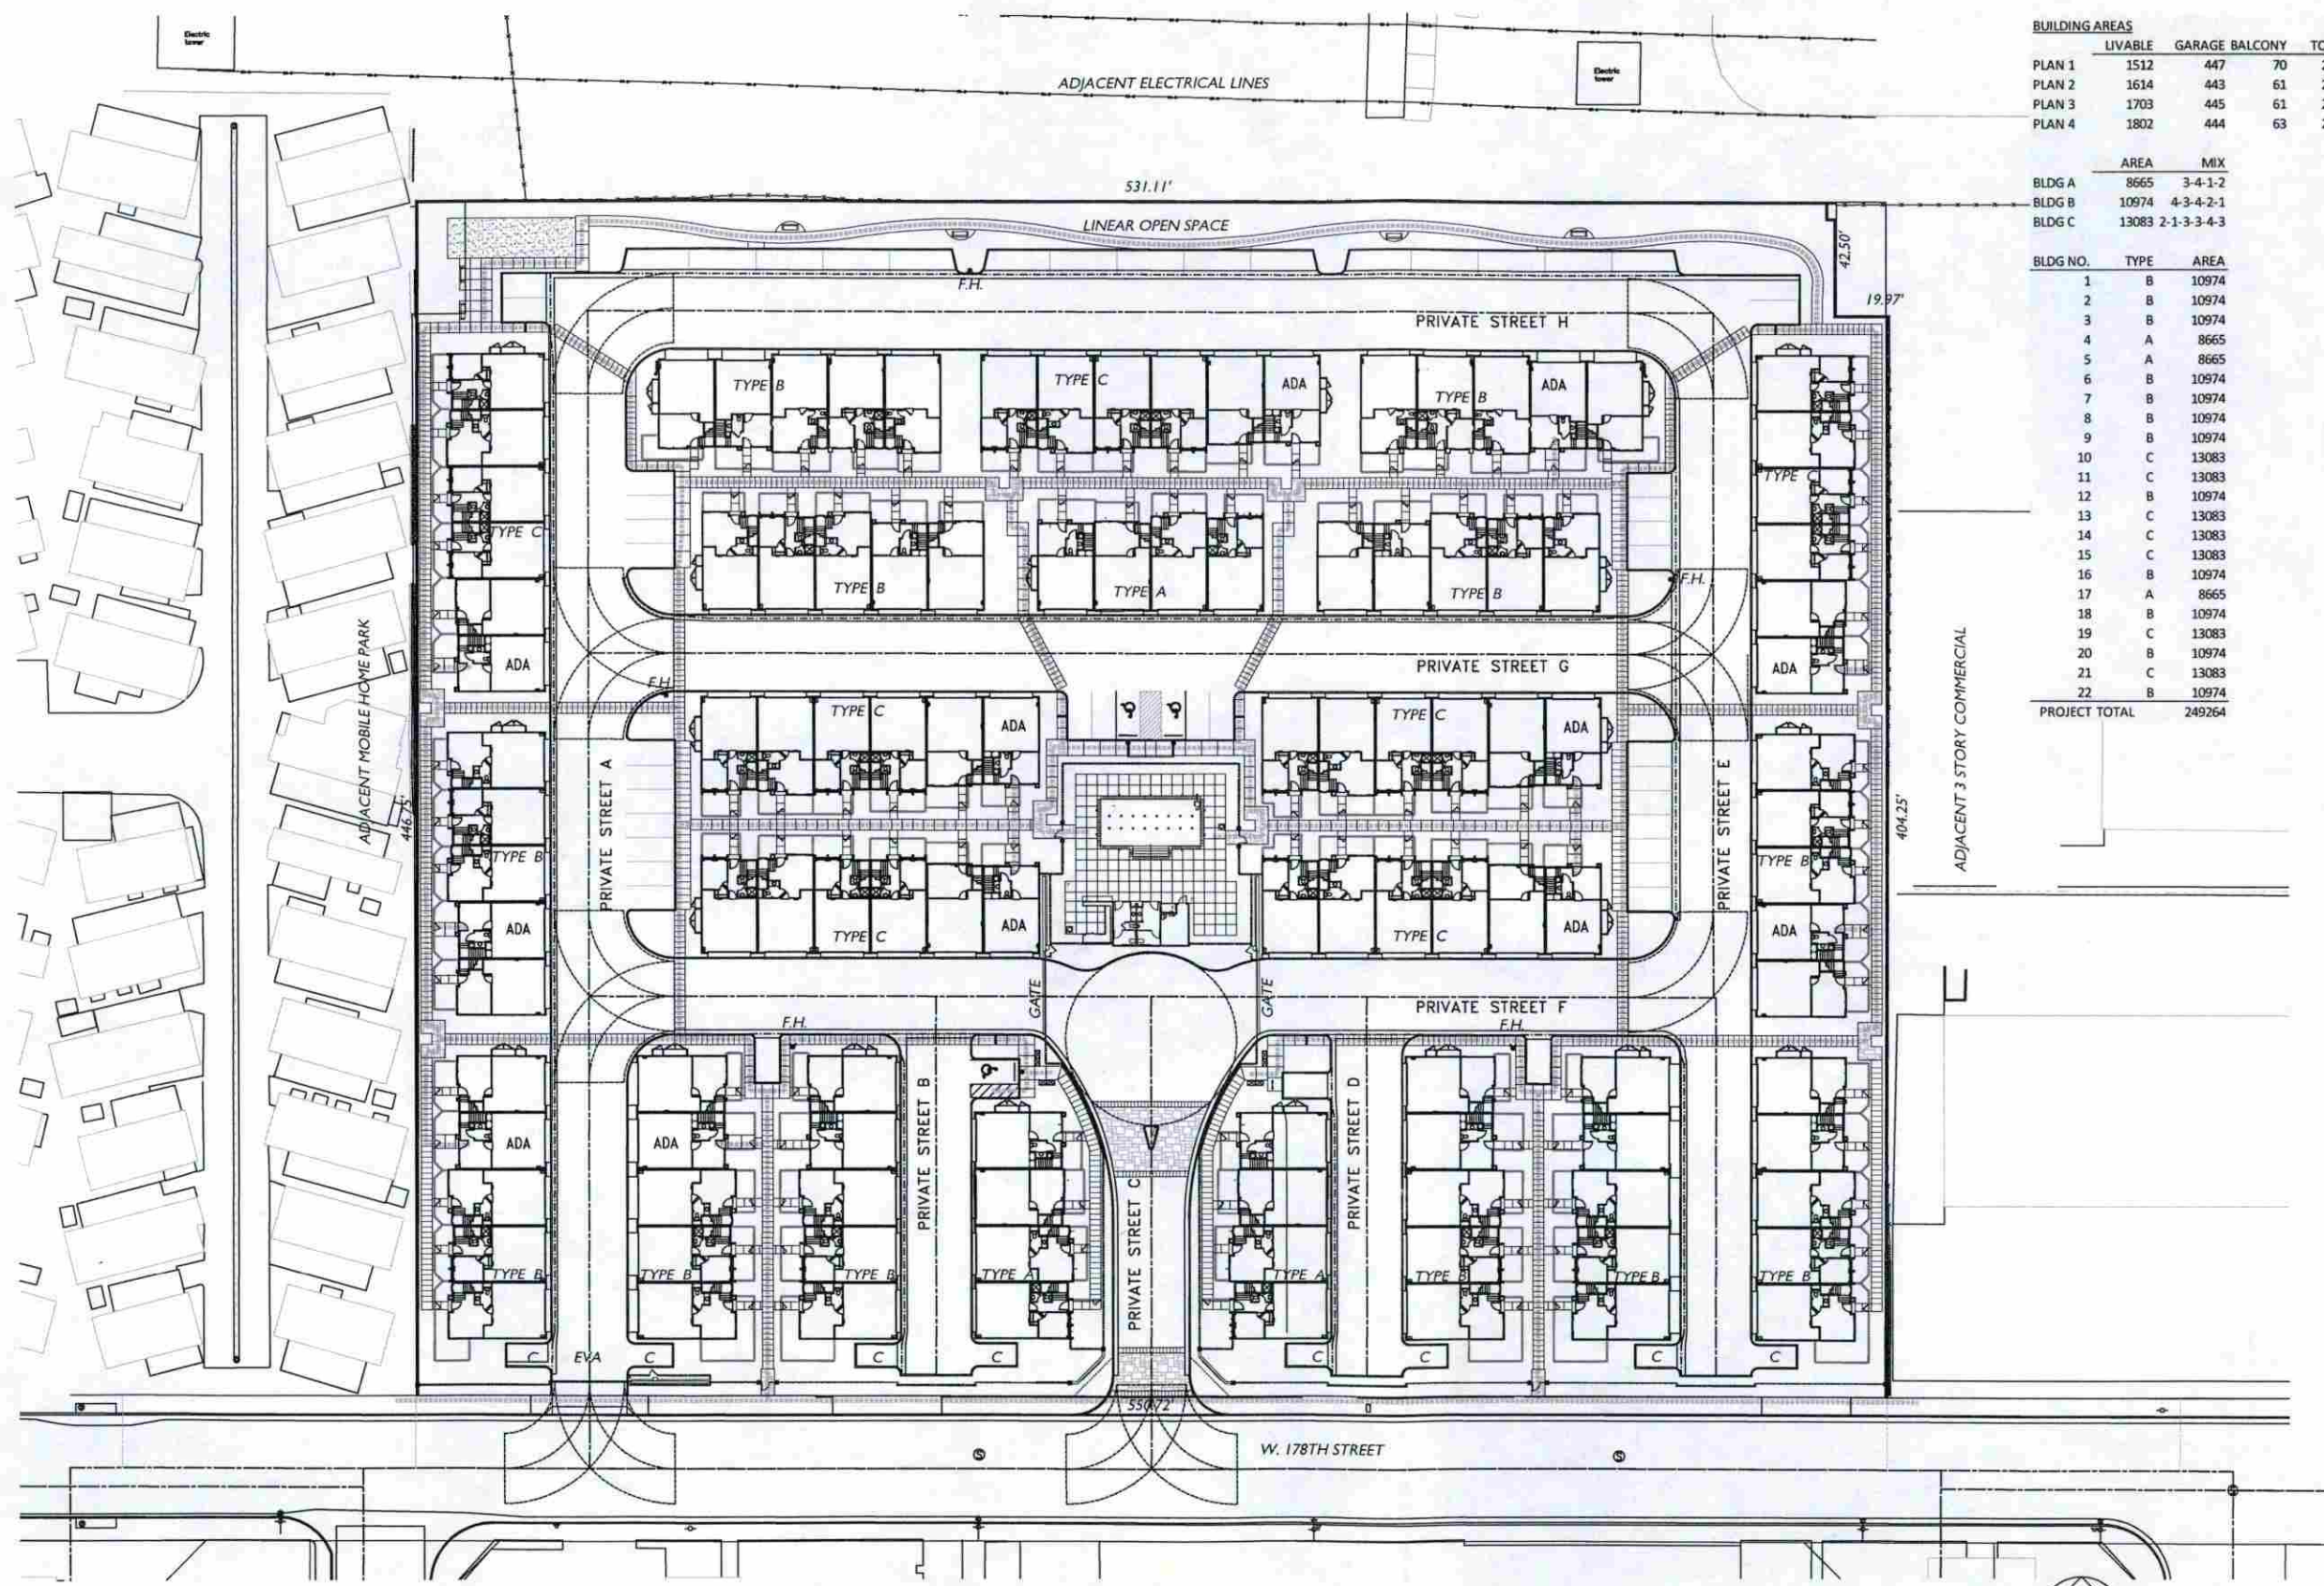 Electric
tower
ADJACENT ELECTRICAL LINES
Electric
tower
BUILDING AREAS
LIVABLE GARAGE BALCONY
PLAN 1 1512 447 70
PLAN 2 1614 443 61
PLAN 3 1703 445 61
PLAN 4 1802 444 63
AREA MIX
BLDG A 8665 3-4-1-2
BLDG B 10974 4-3-4-2-1
BLDG C 13083 2-1-3-3-4-3
BLDG NO. TYPE AREA
1 B 10974
2 B 10974
3 B 10974
4 A 8665
5 A 8665
6 B 10974
7 B 10974
8 B 10974
9 B 10974
10 C 13083
11 C 13083
12 B 10974
13 C 13083
14 C 13083
15 C 13083
16 B 10974
17 A 8665
18 B 10974
19 C 13083
20 B 10974
21 C 13083
22 B 10974
PROJECT TOTAL 249264
531.11'
LINEAR OPEN SPACE
42.50'
19.97'
F.H.
PRIVATE STREET H
TYPE B
TYPE C
ADA
TYPE B
ADA
TYPE C
TYPE
TYPE B
TYPE A
TYPE B
F.H.
ADA
PRIVATE STREET G
ADA
F.H.
ADJACENT MOBILE HOME PARK
446.75'
PRIVATE STREET A
TYPE C
ADA
TYPE C
ADA
PRIVATE STREET E
404.25'
ADJACENT 3 STORY COMMERCIAL
TYPE B
TYPE B
ADA
TYPE C
ADA
TYPE C
ADA
ADA
GATE
GATE
PRIVATE STREET F
F.H.
F.H.
ADA
ADA
PRIVATE STREET B
PRIVATE STREET C
PRIVATE STREET D
TYPE B
TYPE B
TYPE B
TYPE A
TYPE A
TYPE B
TYPE B
TYPE B
C
EVA
C
C
C
C
C
C
C
550.72'
W. 178TH STREET
S
S